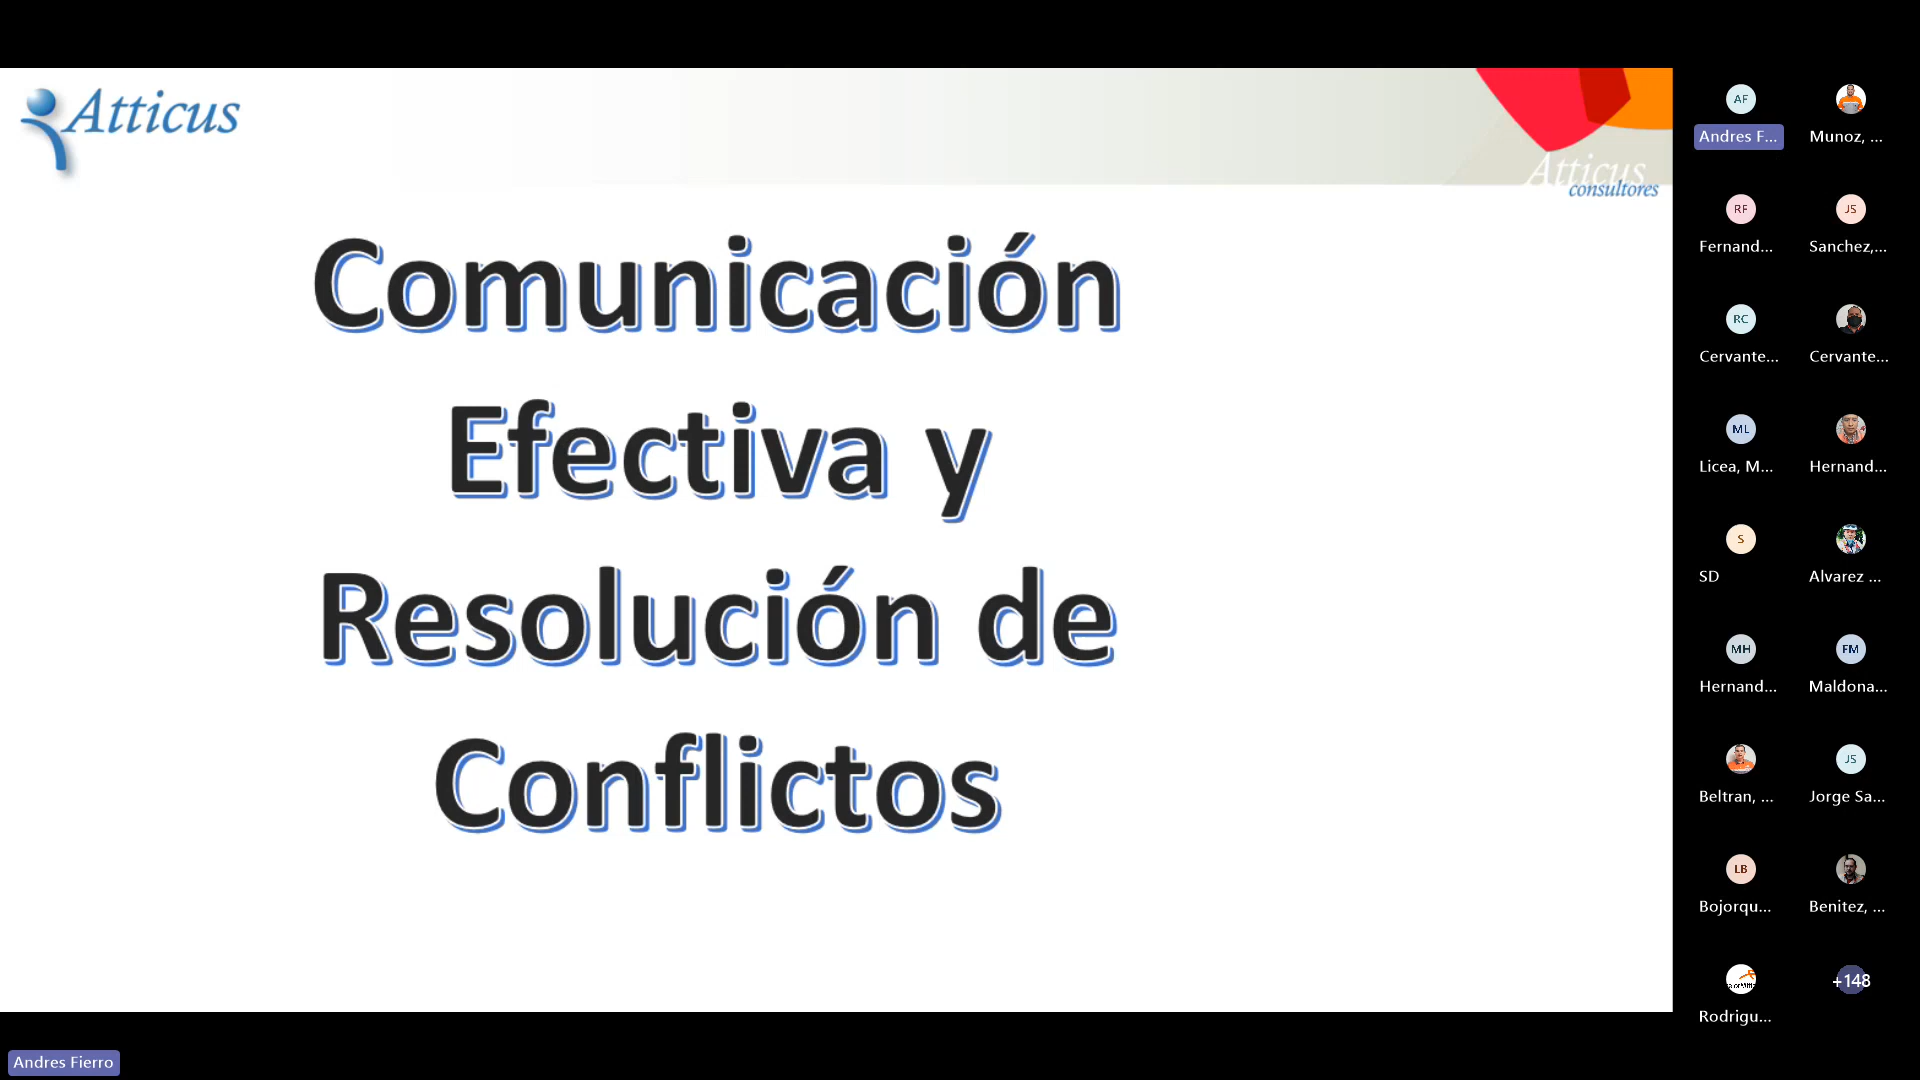 Atticus
Atticus
consultores
Comunicación
Efectiva y
Resolución de
Conflictos
AF
Andres F...
Munoz, ...
RF
Fernand...
JS
Sanchez,...
RC
Cervante...
Cervante...
ML
Licea, M...
Hernand...
S
SD
Alvarez ...
MH
Hernand...
FM
Maldona...
Beltran, ...
JS
Jorge Sa...
LB
Bojorqu...
Benitez, ...
Rodrigu...
+148
Andres Fierro